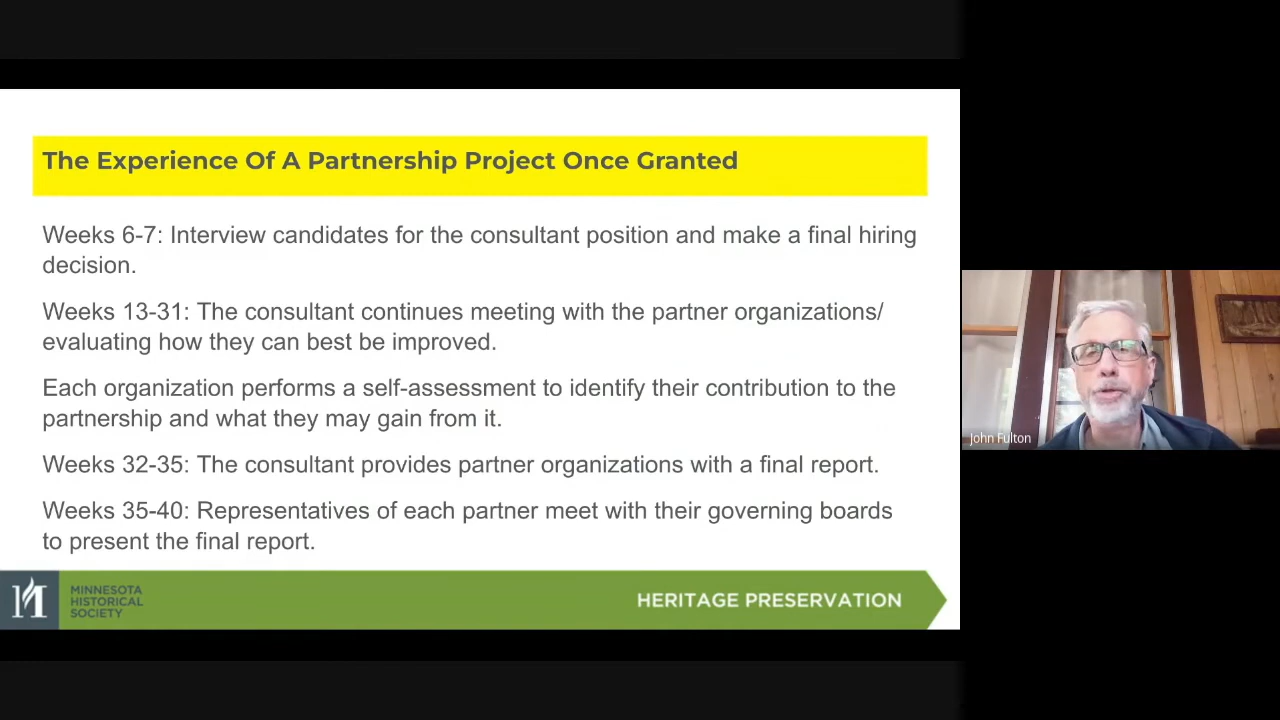 The Experience Of A Partnership Project Once Granted
Weeks 6-7: Interview candidates for the consultant position and make a final hiring
decision.
Weeks 13-31: The consultant continues meeting with the partner organizations/
evaluating how they can best be improved.
Each organization performs a self-assessment to identify their contribution to the
partnership and what they may gain from it.
Weeks 32-35: The consultant provides partner organizations with a final report.
Weeks 35-40: Representatives of each partner meet with their governing boards
to present the final report.
MINNESOTA
HISTORICAL
SOCIETY
HERITAGE PRESERVATION
John Fulton